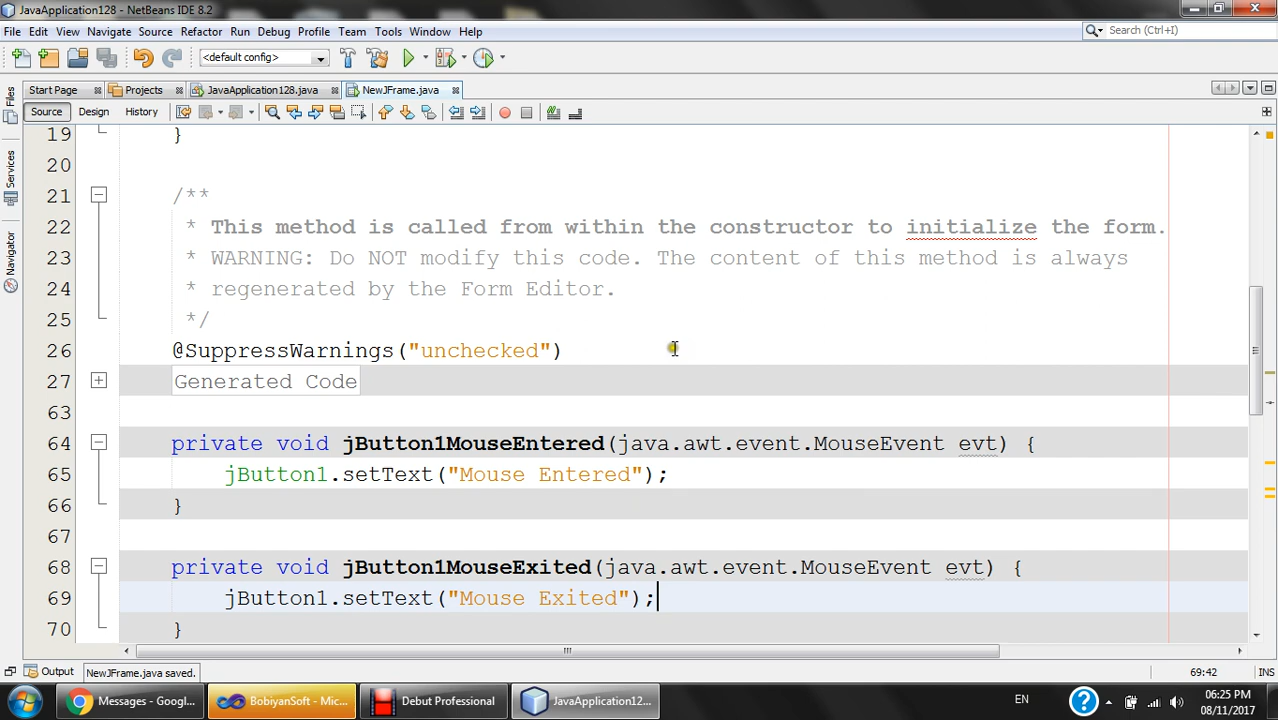 JavaApplication128 - NetBeans IDE 8.2
File Edit View Navigate Source Refactor Run Debug Profile Team Tools Window Help
Search (Ctrl+I)
<default config>
Start Page Projects JavaApplication128.java NewJFrame.java
Source Design History
Files
Services
Navigator
19 }
20
21 /**
22 * This method is called from within the constructor to initialize the form.
23 * WARNING: Do NOT modify this code. The content of this method is always
24 * regenerated by the Form Editor.
25 */
26 @SuppressWarnings("unchecked")
27 Generated Code
63
64 private void jButton1MouseEntered(java.awt.event.MouseEvent evt) {
65 jButton1.setText("Mouse Entered");
66 }
67
68 private void jButton1MouseExited(java.awt.event.MouseEvent evt) {
69 jButton1.setText("Mouse Exited");
70 }
Output NewJFrame.java saved. 69:42 INS
Messages - Googl... BobiyanSoft - Mic... Debut Professional JavaApplication12... EN 06:25 PM
08/11/2017